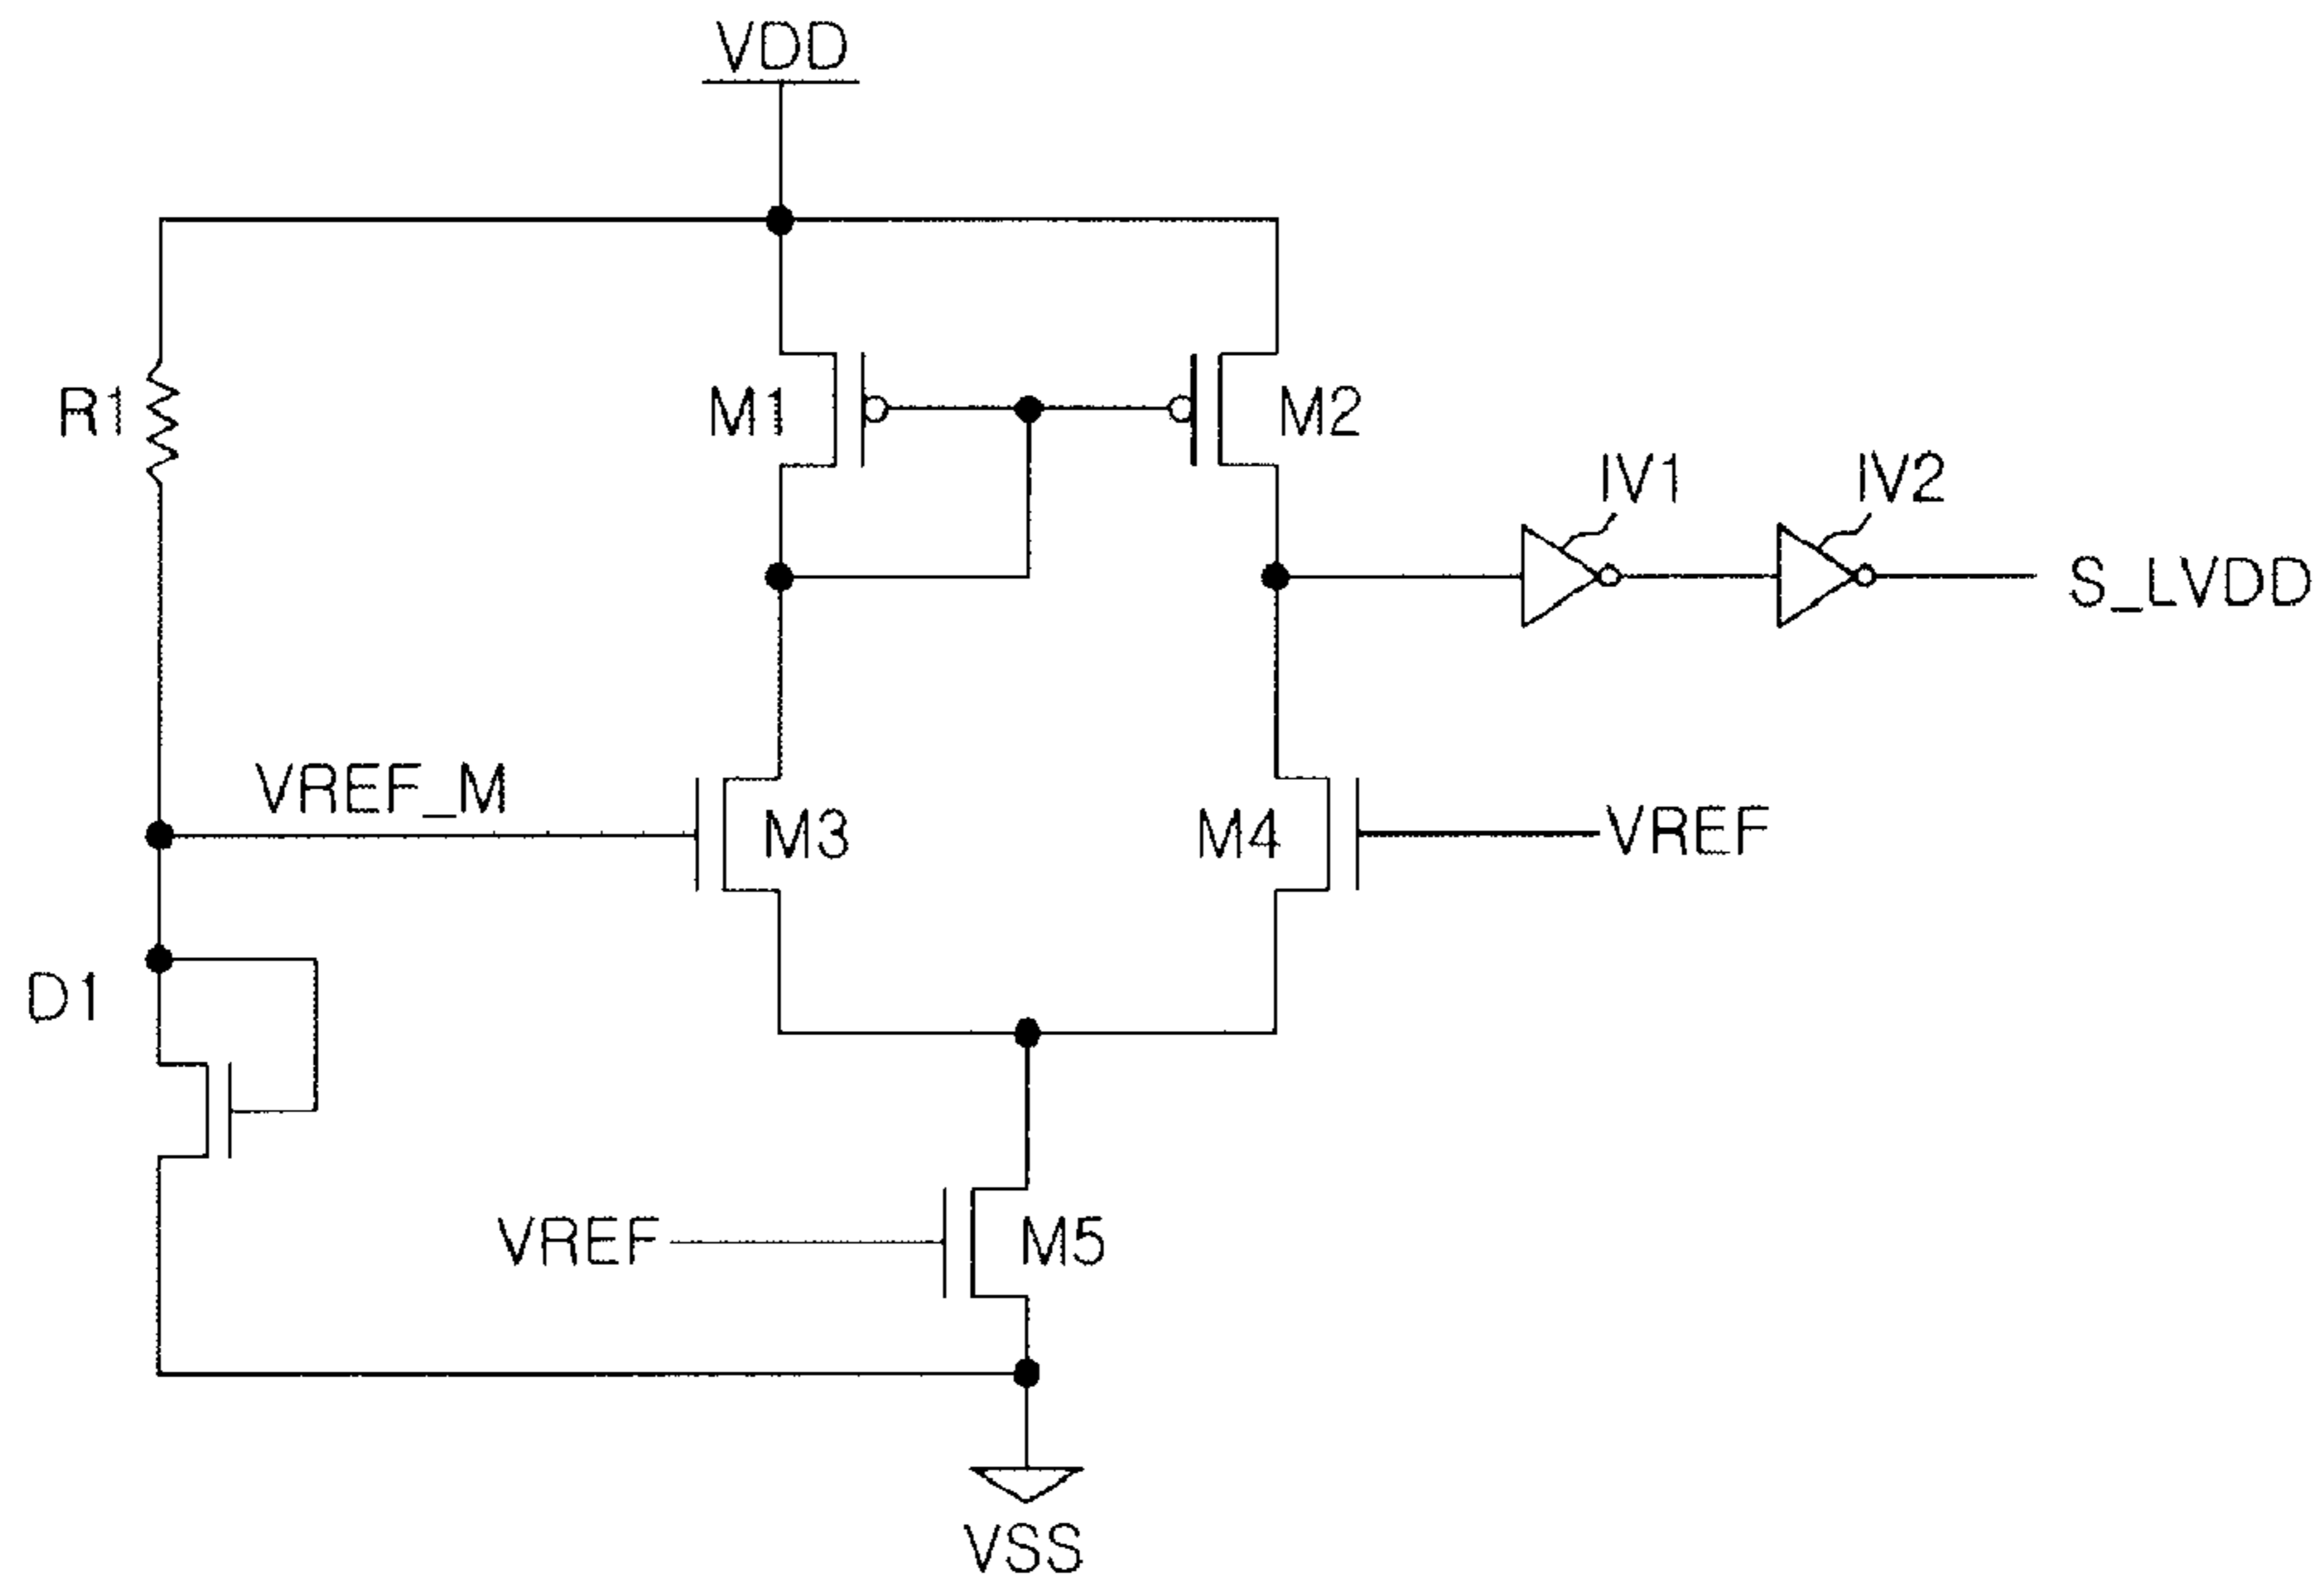 VDD
R1
M1
M2
IV1
IV2
S_LVDD
VREF_M
M3
M4
VREF
D1
VREF
M5
VSS